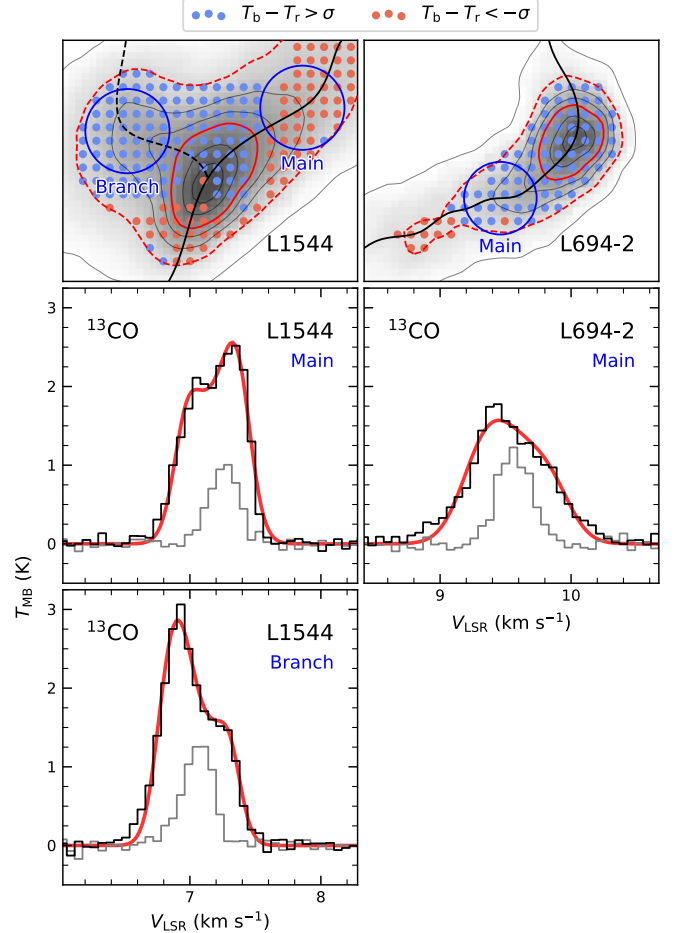 T_b − T_r > σ    T_b − T_r < −σ
Branch
Main
L1544
Main
L694-2
3
2
1
0
¹³CO
L1544
Main
¹³CO
L694-2
Main
9
10
V_LSR (km s⁻¹)
T_MB (K)
3
2
1
0
¹³CO
L1544
Branch
7
8
V_LSR (km s⁻¹)